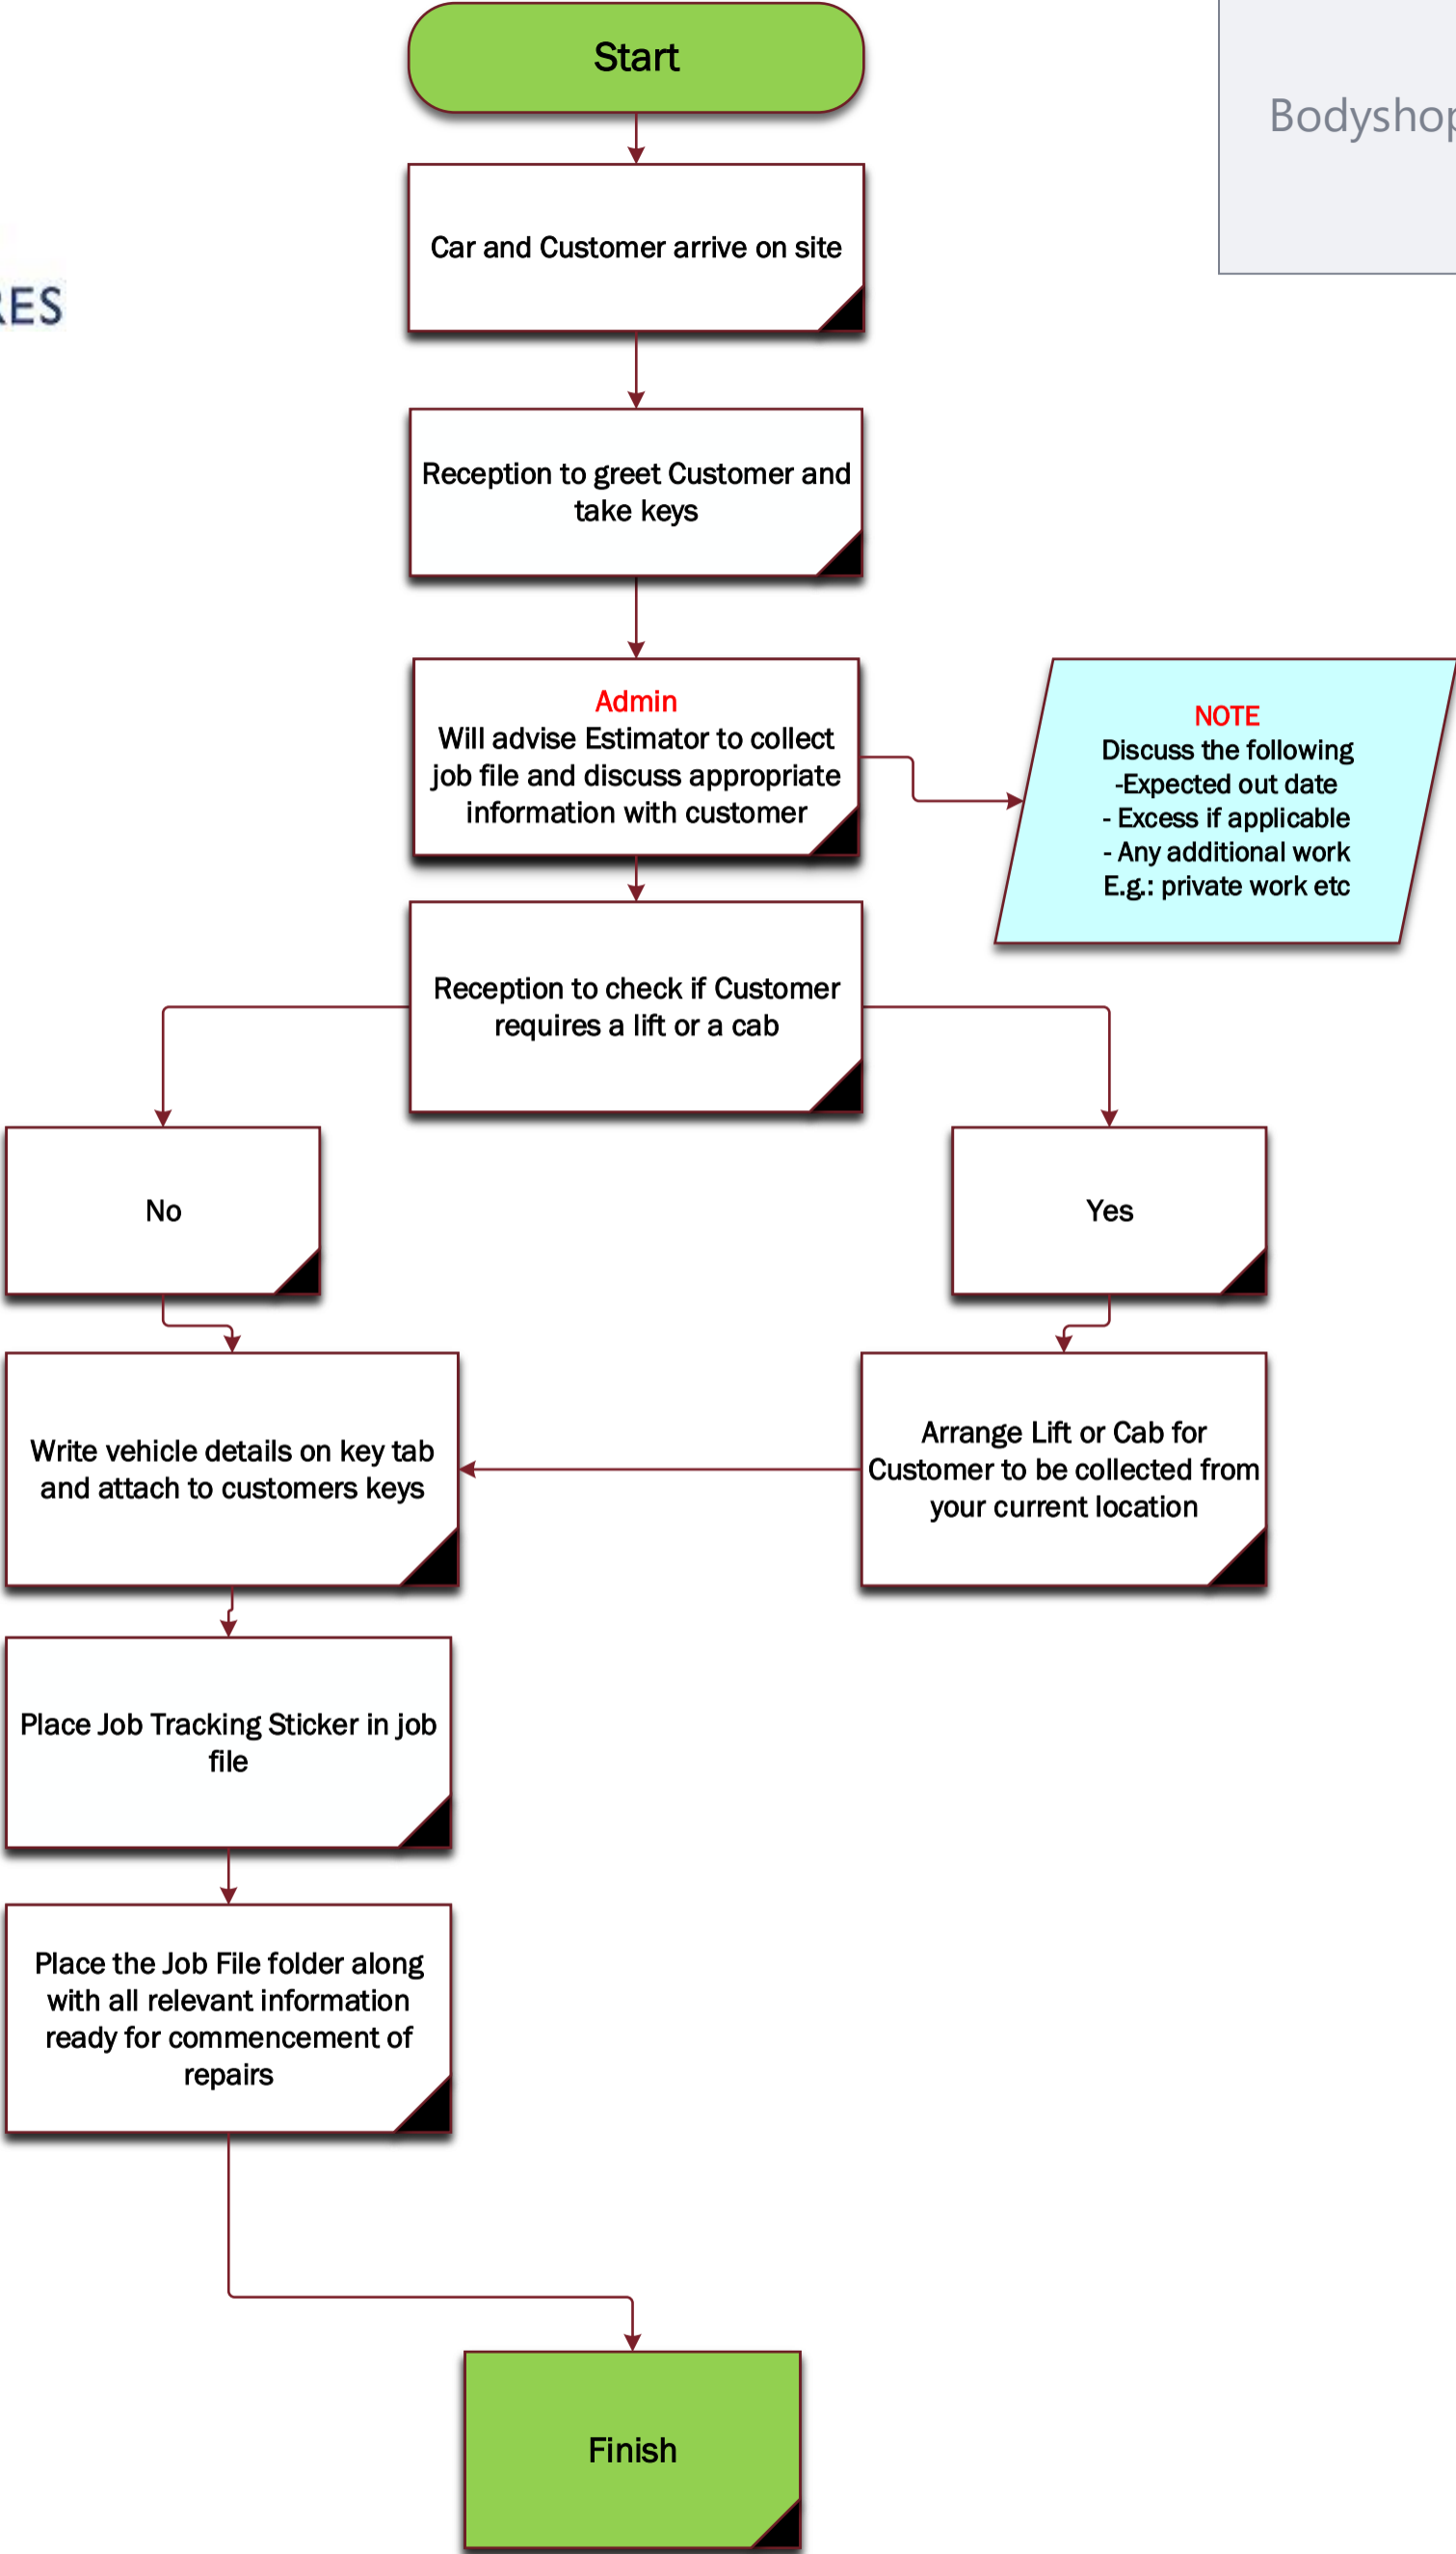 Start
Bodyshop
Car and Customer arrive on site
RES
Reception to greet Customer and
take keys
Admin
Will advise Estimator to collect
job file and discuss appropriate
information with customer
NOTE
Discuss the following
-Expected out date
- Excess if applicable
- Any additional work
E.g.: private work etc
Reception to check if Customer
requires a lift or a cab
No
Yes
Write vehicle details on key tab
and attach to customers keys
Arrange Lift or Cab for
Customer to be collected from
your current location
Place Job Tracking Sticker in job
file
Place the Job File folder along
with all relevant information
ready for commencement of
repairs
Finish